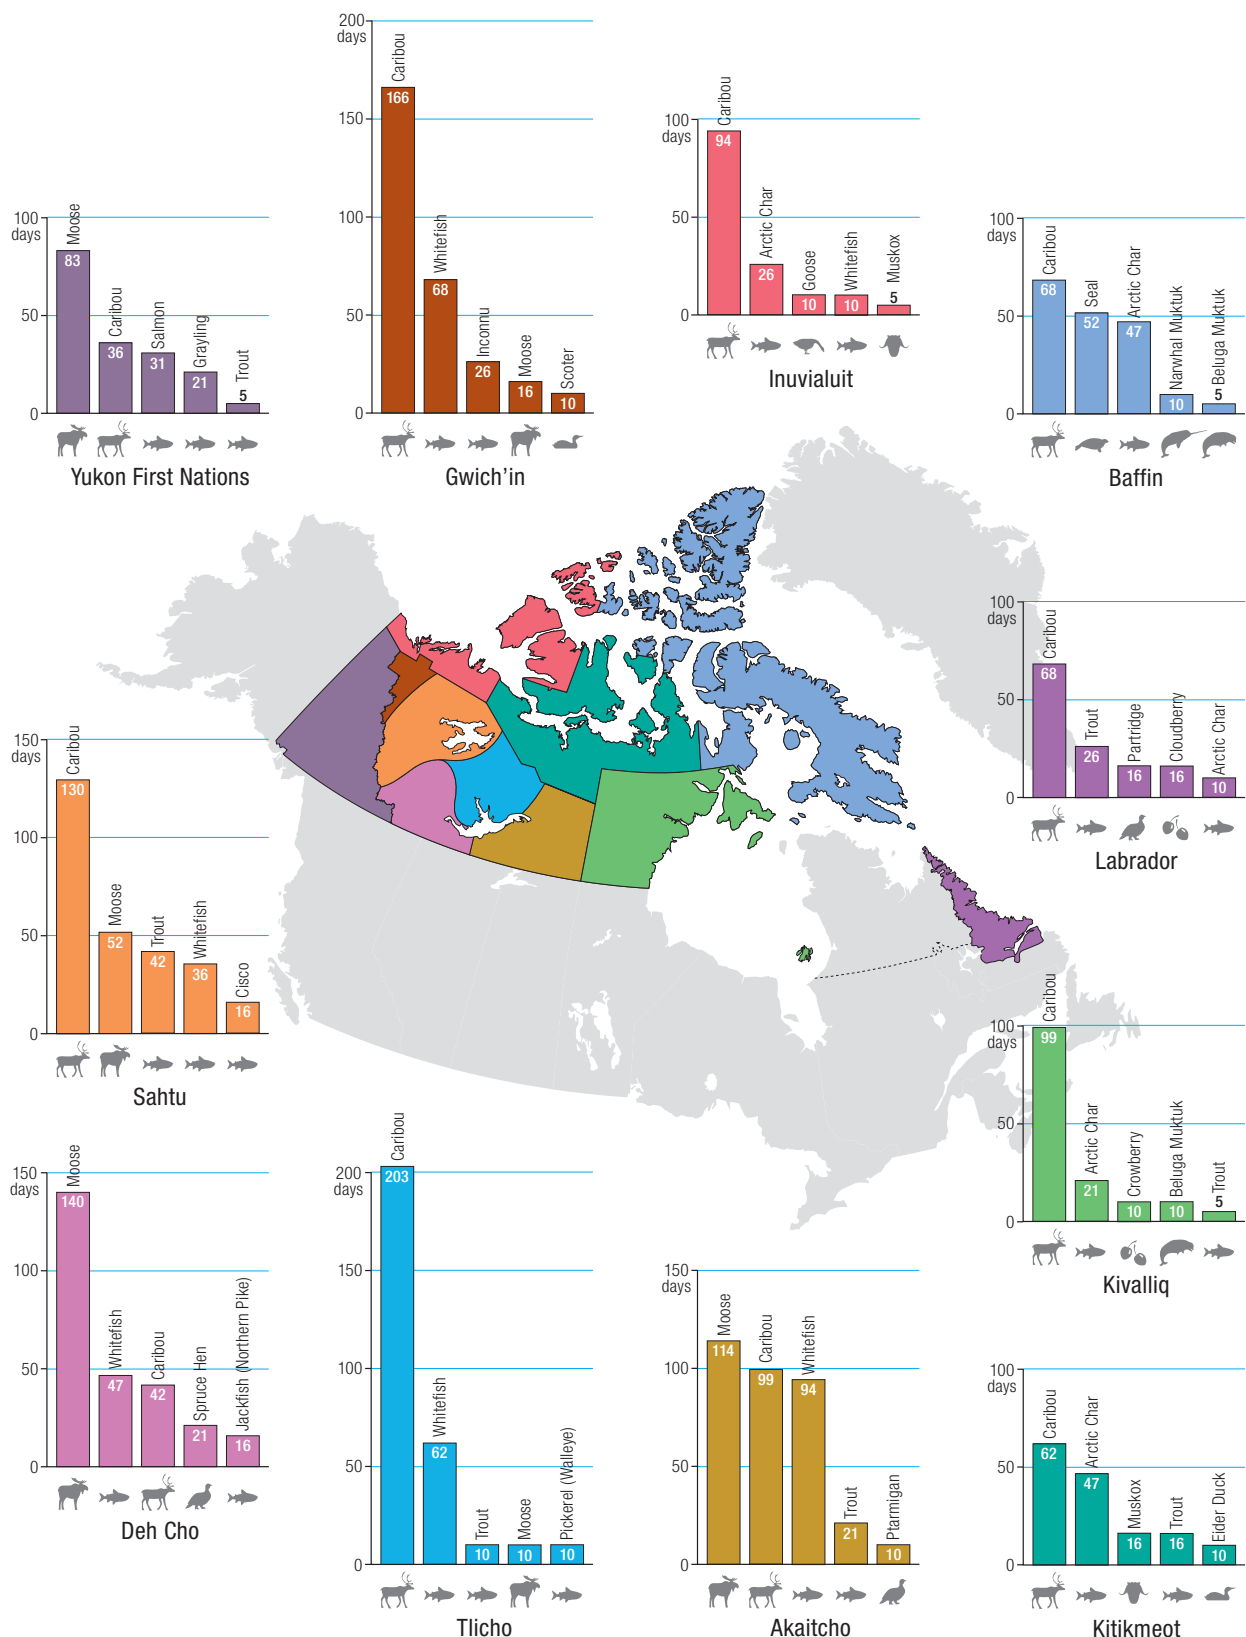 200
days
150
100
50
0
Caribou
166
Whitefish
68
Inconnu
26
Moose
16
Scoter
10
Gwich’in
100
days
50
0
Caribou
94
Arctic Char
26
Goose
10
Whitefish
10
Muskox
5
Inuvialuit
100
days
50
0
Moose
83
Caribou
36
Salmon
31
Grayling
21
Trout
5
Yukon First Nations
100
days
50
0
Caribou
68
Seal
52
Arctic Char
47
Narwhal Muktuk
10
Beluga Muktuk
5
Baffin
100
days
50
0
Caribou
68
Trout
26
Partridge
16
Cloudberry
16
Arctic Char
10
Labrador
150
days
100
50
0
Caribou
130
Moose
52
Trout
42
Whitefish
36
Cisco
16
Sahtu
100
days
50
0
Caribou
99
Arctic Char
21
Crowberry
10
Beluga Muktuk
10
Trout
5
Kivalliq
150
days
100
50
0
Moose
140
Whitefish
47
Caribou
42
Spruce Hen
21
Jackfish (Northern Pike)
16
Deh Cho
200
days
150
100
50
0
Caribou
203
Whitefish
62
Trout
10
Moose
10
Pickerel (Walleye)
10
Tlicho
150
days
100
50
0
Moose
114
Caribou
99
Whitefish
94
Trout
21
Ptarmigan
10
Akaitcho
100
days
50
0
Caribou
62
Arctic Char
47
Muskox
16
Trout
16
Eider Duck
10
Kitikmeot